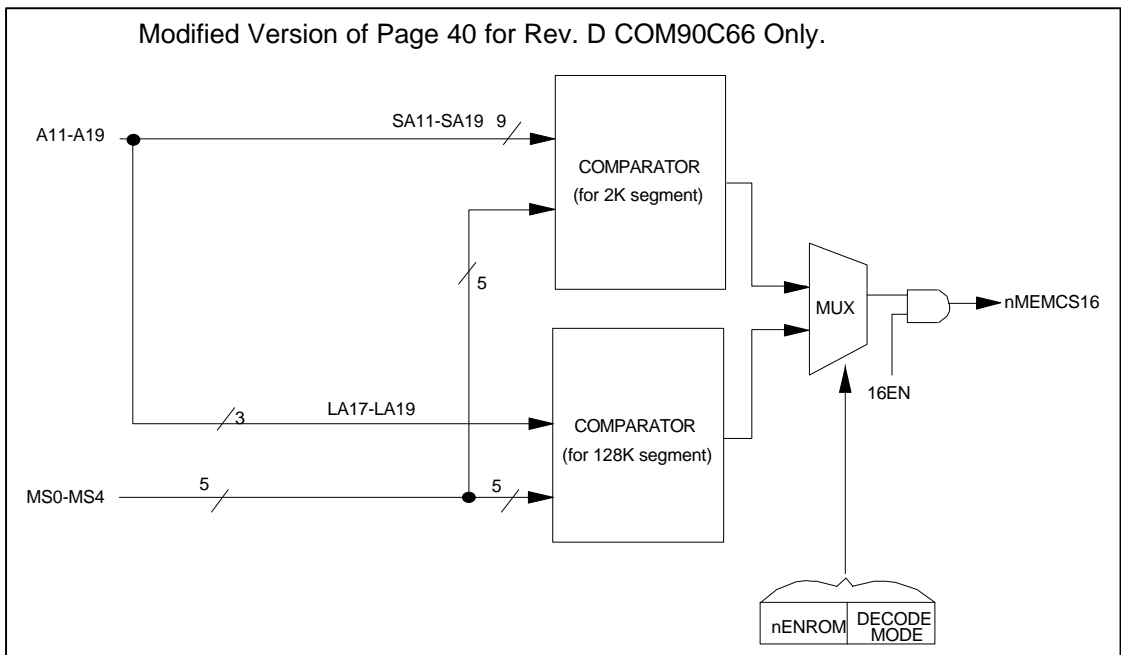 Modified Version of Page 40 for Rev. D COM90C66 Only.
A11-A19
SA11-SA19 9
COMPARATOR
(for 2K segment)
5
MUX
nMEMCS16
16EN
3
LA17-LA19
COMPARATOR
(for 128K segment)
MS0-MS4
5
5
nENROM
DECODE
MODE